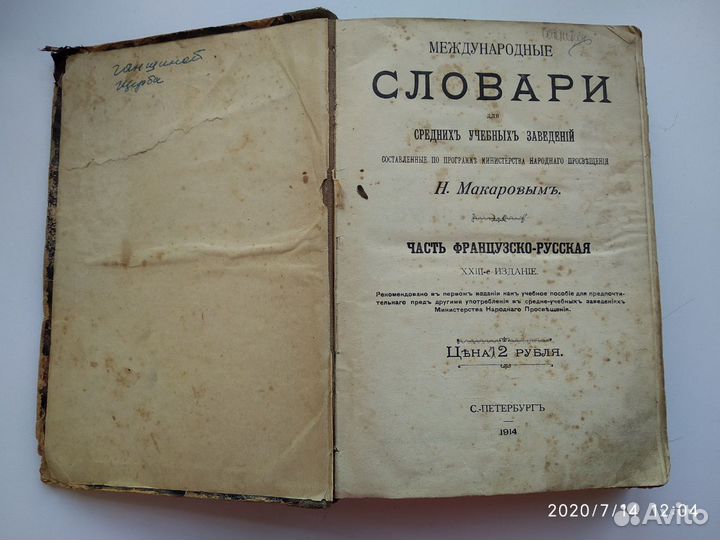 МЕЖДУНАРОДНЫЕ
СЛОВАРИ
для
СРЕДНИХЪ УЧЕБНЫХЪ ЗАВЕДЕНІЙ
СОСТАВЛЕННЫЕ ПО ПРОГРАММѢ МИНИСТЕРСТВА НАРОДНАГО ПРОСВѢЩЕНІЯ
Н. Макаровымъ.
ЧАСТЬ ФРАНЦУЗСКО-РУССКАЯ
XXIII-е ИЗДАНІЕ.
Рекомендовано въ первомъ изданіи какъ учебное пособіе для предпочти-
тельнаго предъ другими употребленія въ средне-учебныхъ заведеніяхъ
Министерства Народнаго Просвѣщенія.
Цѣна 2 рубля.
С.-ПЕТЕРБУРГЪ
1914
2020/7/14 12:04
Avito